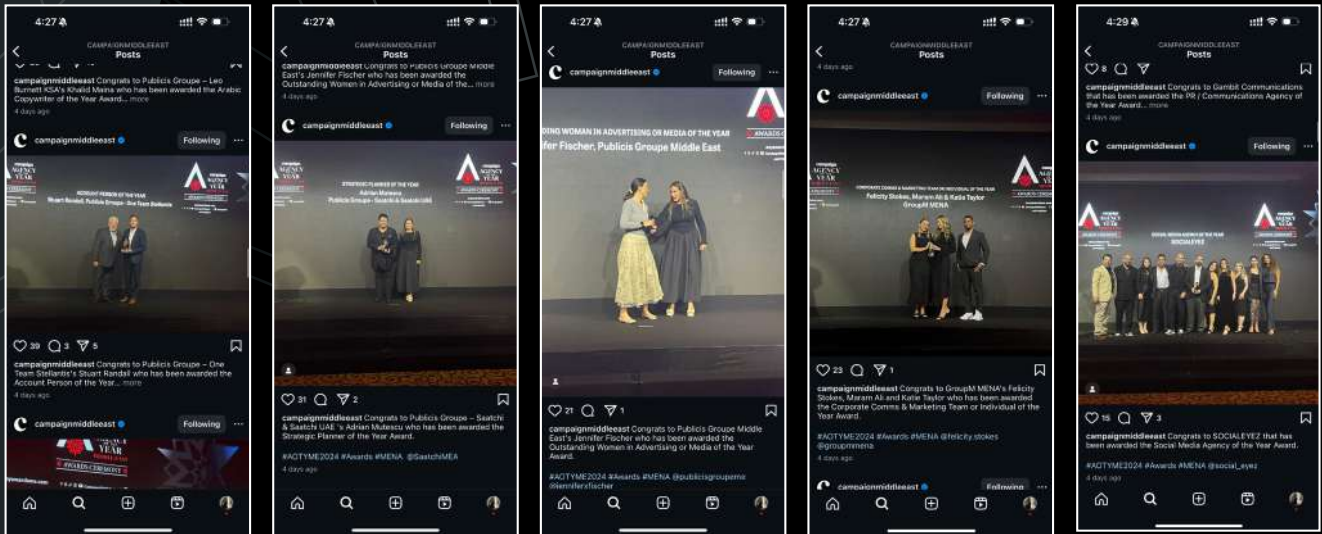 4:27
CAMPAIGNMIDDLEEAST
Posts
campaignmiddleeast Congrats to Publicis Groupe – Leo
Burnett KSA's Khalid Maina who has been awarded the Arabic
Copywriter of the Year Award... more
4 days ago
campaignmiddleeast
Following
campaign
AGENCY
OF THE
YEAR
ACCOUNT PERSON OF THE YEAR
Stuart Randall, Publicis Groupe - One Team Stellantis
39 3 5
campaignmiddleeast Congrats to Publicis Groupe – One
Team Stellantis's Stuart Randall who has been awarded the
Account Person of the Year... more
4 days ago
campaignmiddleeast
Following
AGENCY
OF THE
YEAR
AWARDS CEREMONY
4:27
CAMPAIGNMIDDLEEAST
Posts
campaignmiddleeast Congrats to Publicis Groupe Middle
East's Jennifer Fischer who has been awarded the
Outstanding Women in Advertising or Media of the... more
4 days ago
campaignmiddleeast
Following
STRATEGIC PLANNER OF THE YEAR
Adrian Mutescu
Publicis Groupe - Saatchi & Saatchi UAE
31 2
campaignmiddleeast Congrats to Publicis Groupe – Saatchi
& Saatchi UAE 's Adrian Mutescu who has been awarded the
Strategic Planner of the Year Award.
#AOTYME2024 #Awards #MENA @SaatchiMEA
4 days ago
4:27
CAMPAIGNMIDDLEEAST
Posts
campaignmiddleeast
Following
DING WOMAN IN ADVERTISING OR MEDIA OF THE YEAR
ifer Fischer, Publicis Groupe Middle East
21 1
campaignmiddleeast Congrats to Publicis Groupe Middle
East's Jennifer Fischer who has been awarded the
Outstanding Women in Advertising or Media of the Year
Award.
#AOTYME2024 #Awards #MENA @publicisgroupeme
@jenniferxfischer
4:27
CAMPAIGNMIDDLEEAST
Posts
4 days ago
campaignmiddleeast
Following
CORPORATE COMMS & MARKETING TEAM OR INDIVIDUAL OF THE YEAR
Felicity Stokes, Maram Ali & Katie Taylor
GroupM MENA
23 1
campaignmiddleeast Congrats to GroupM MENA's Felicity
Stokes, Maram Ali and Katie Taylor who has been awarded
the Corporate Comms & Marketing Team or Individual of the
Year Award.
#AOTYME2024 #Awards #MENA @felicity.stokes
@groupmmena
4 days ago
campaignmiddleeast
Following
4:29
CAMPAIGNMIDDLEEAST
Posts
8
campaignmiddleeast Congrats to Gambit Communications
that has been awarded the PR / Communications Agency of
the Year Award... more
4 days ago
campaignmiddleeast
Following
SOCIAL MEDIA AGENCY OF THE YEAR
SOCIALEYEZ
15 3
campaignmiddleeast Congrats to SOCIALEYEZ that has
been awarded the Social Media Agency of the Year Award.
#AOTYME2024 #Awards #MENA @social_eyez
4 days ago